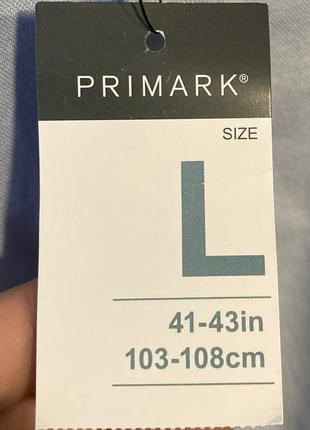 PRIMARK®
SIZE
L
41-43in
103-108cm